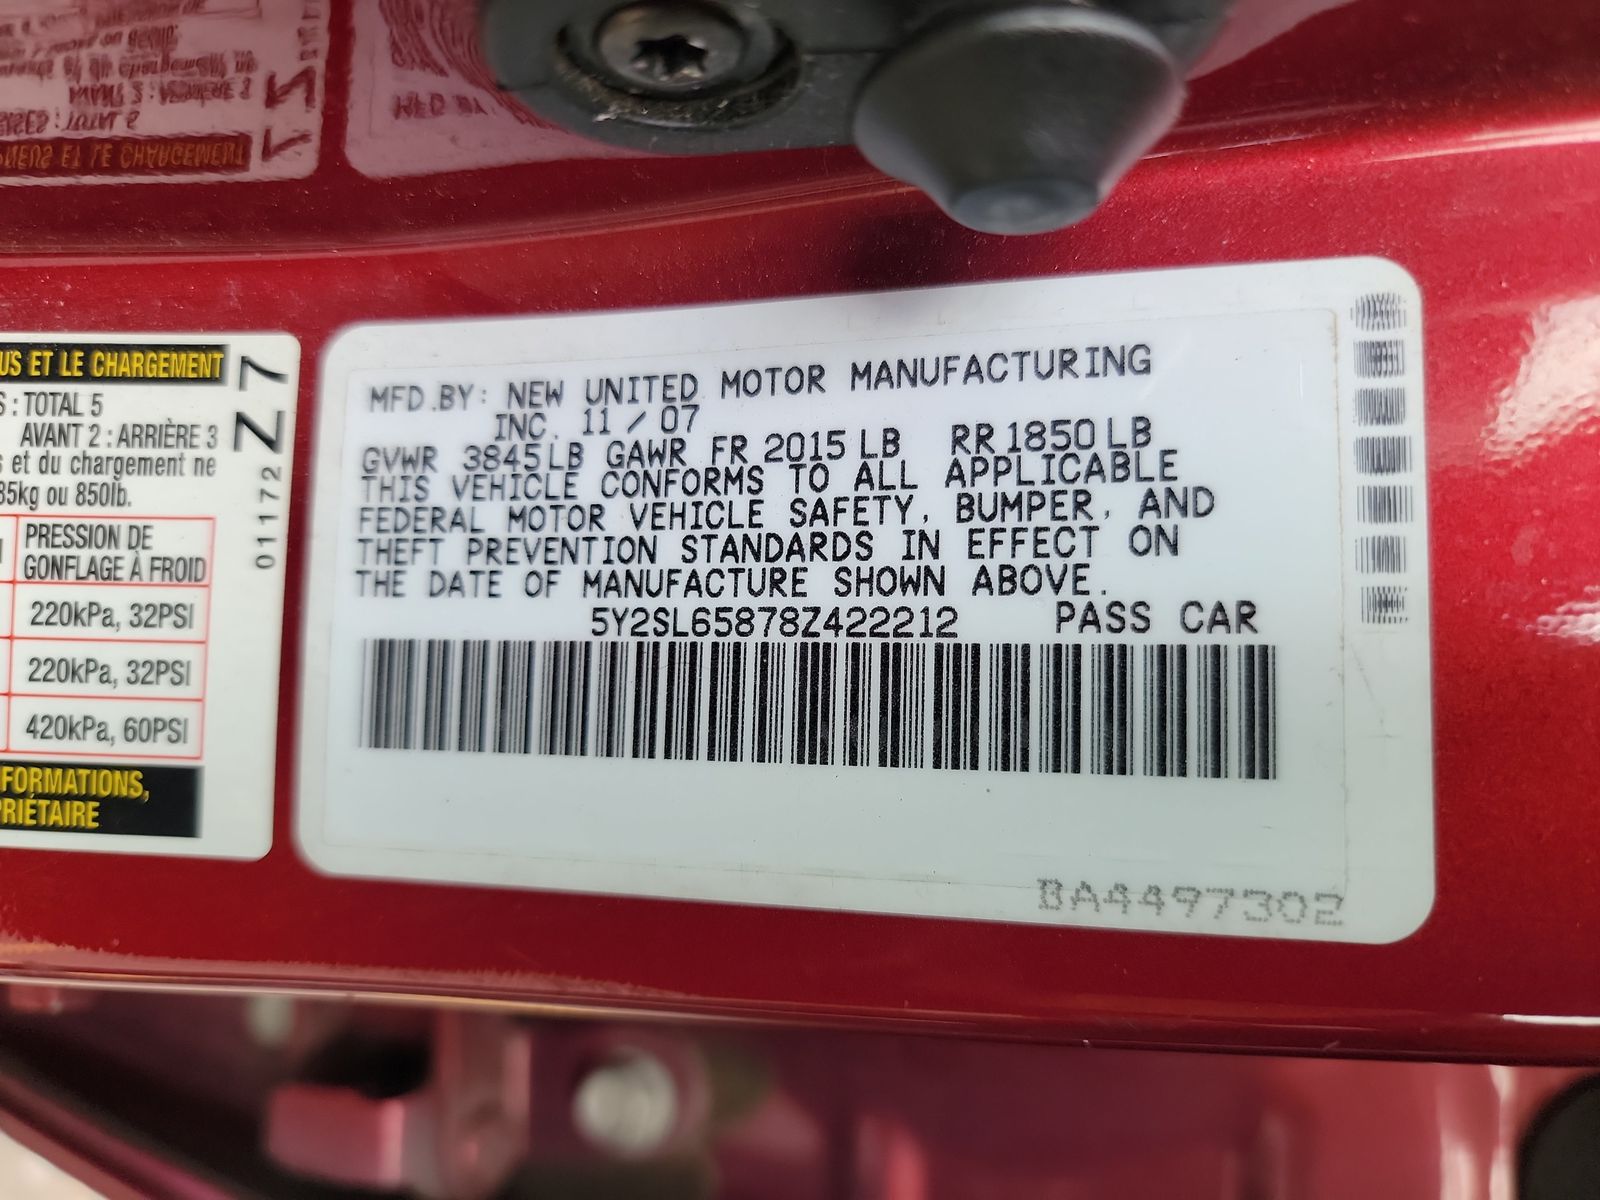 US ET LE CHARGEMENT
S : TOTAL 5
AVANT 2 : ARRIÈRE 3
s et du chargement ne
85kg ou 850lb.
PRESSION DE
GONFLAGE À FROID
220kPa, 32PSI
220kPa, 32PSI
420kPa, 60PSI
FORMATIONS,
PRIÉTAIRE
Z7
01172
MFD.BY: NEW UNITED MOTOR MANUFACTURING
INC. 11 / 07
GVWR 3845LB GAWR FR 2015 LB RR 1850 LB
THIS VEHICLE CONFORMS TO ALL APPLICABLE
FEDERAL MOTOR VEHICLE SAFETY, BUMPER, AND
THEFT PREVENTION STANDARDS IN EFFECT ON
THE DATE OF MANUFACTURE SHOWN ABOVE.
5Y2SL65878Z422212 PASS CAR
BA4497302